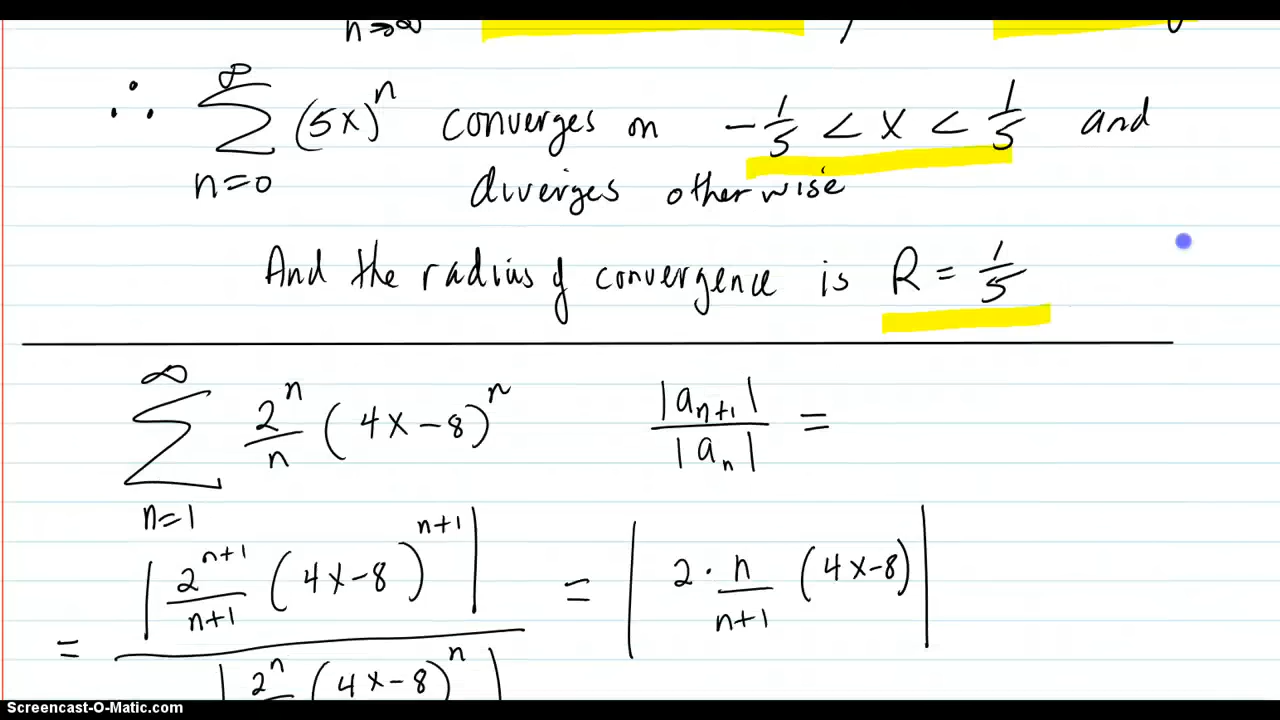 n→∞
∴ ∞ Σ n=0 (5x)^n converges on -1/5 < x < 1/5 and
diverges otherwise
And the radius of convergence is R = 1/5
∞ Σ n=1 2^n/n (4x-8)^n |a_{n+1}|/|a_n| =
= |2^{n+1}/n+1 (4x-8)^{n+1}| = |2·n/n+1 (4x-8)|
|2^n (4x-8)^n|
Screencast-O-Matic.com